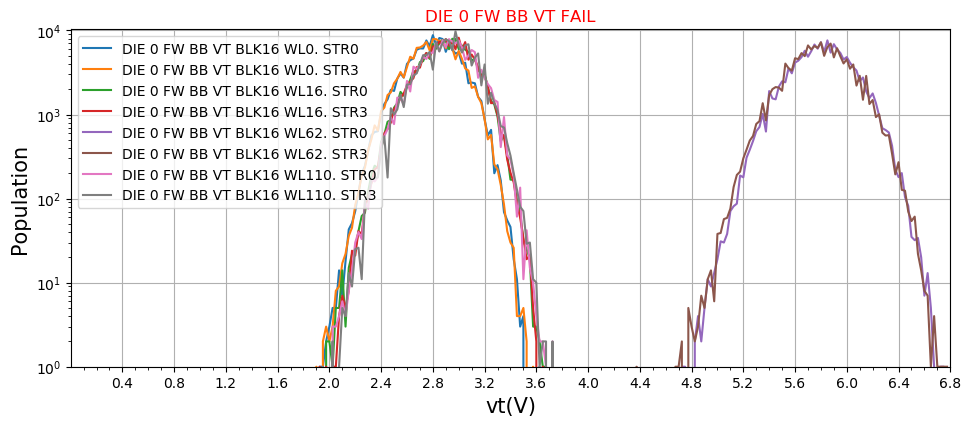 DIE 0 FW BB VT FAIL
DIE 0 FW BB VT BLK16 WL0. STR0
DIE 0 FW BB VT BLK16 WL0. STR3
DIE 0 FW BB VT BLK16 WL16. STR0
DIE 0 FW BB VT BLK16 WL16. STR3
DIE 0 FW BB VT BLK16 WL62. STR0
DIE 0 FW BB VT BLK16 WL62. STR3
DIE 0 FW BB VT BLK16 WL110. STR0
DIE 0 FW BB VT BLK16 WL110. STR3
Population
10⁴
10³
10²
10¹
10⁰
0.4 0.8 1.2 1.6 2.0 2.4 2.8 3.2 3.6 4.0 4.4 4.8 5.2 5.6 6.0 6.4 6.8
vt(V)